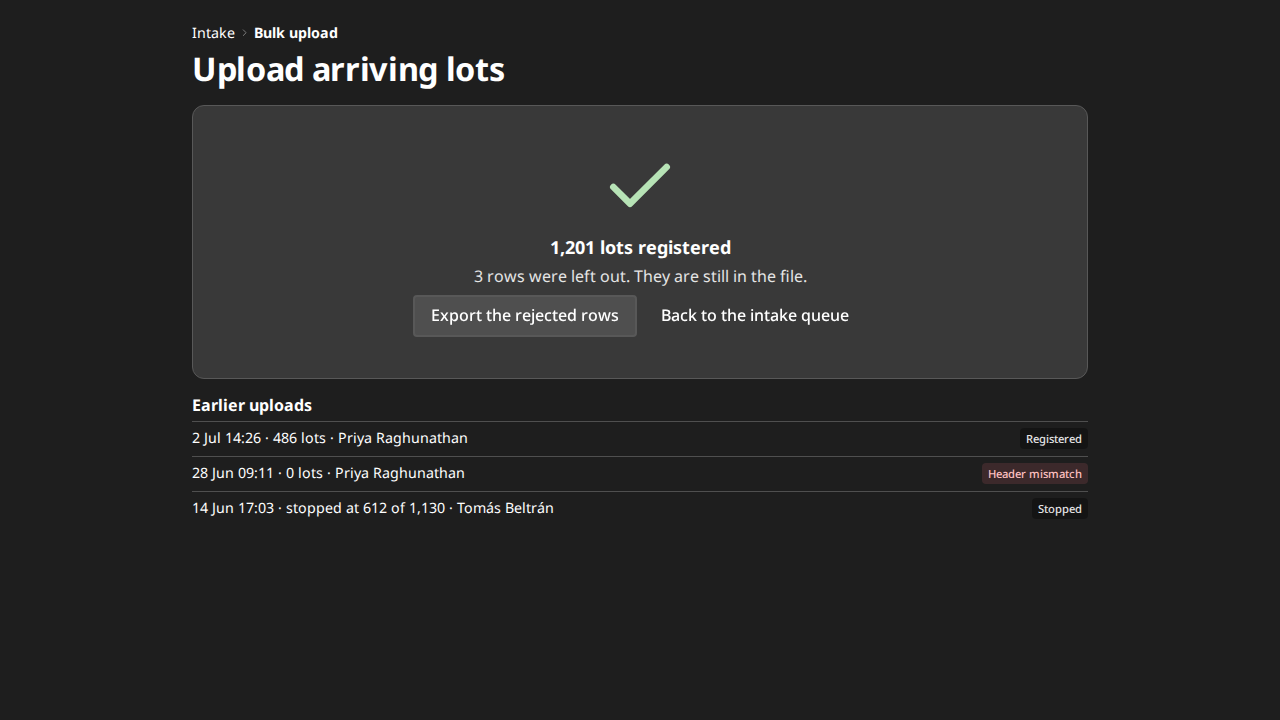 Intake › Bulk upload
Upload arriving lots
1,201 lots registered
3 rows were left out. They are still in the file.
Export the rejected rows Back to the intake queue
Earlier uploads
2 Jul 14:26 · 486 lots · Priya Raghunathan Registered
28 Jun 09:11 · 0 lots · Priya Raghunathan Header mismatch
14 Jun 17:03 · stopped at 612 of 1,130 · Tomás Beltrán Stopped